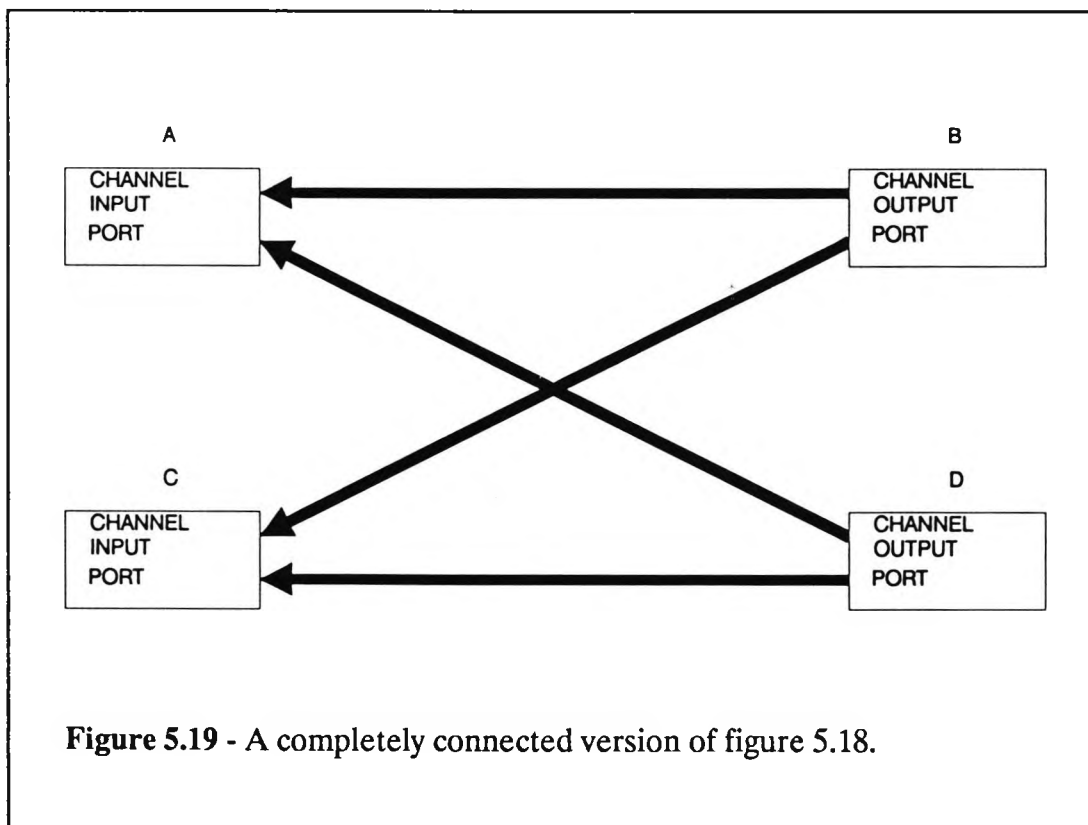 A
B
CHANNEL
INPUT
PORT
CHANNEL
OUTPUT
PORT
C
D
CHANNEL
INPUT
PORT
CHANNEL
OUTPUT
PORT
Figure 5.19 - A completely connected version of figure 5.18.